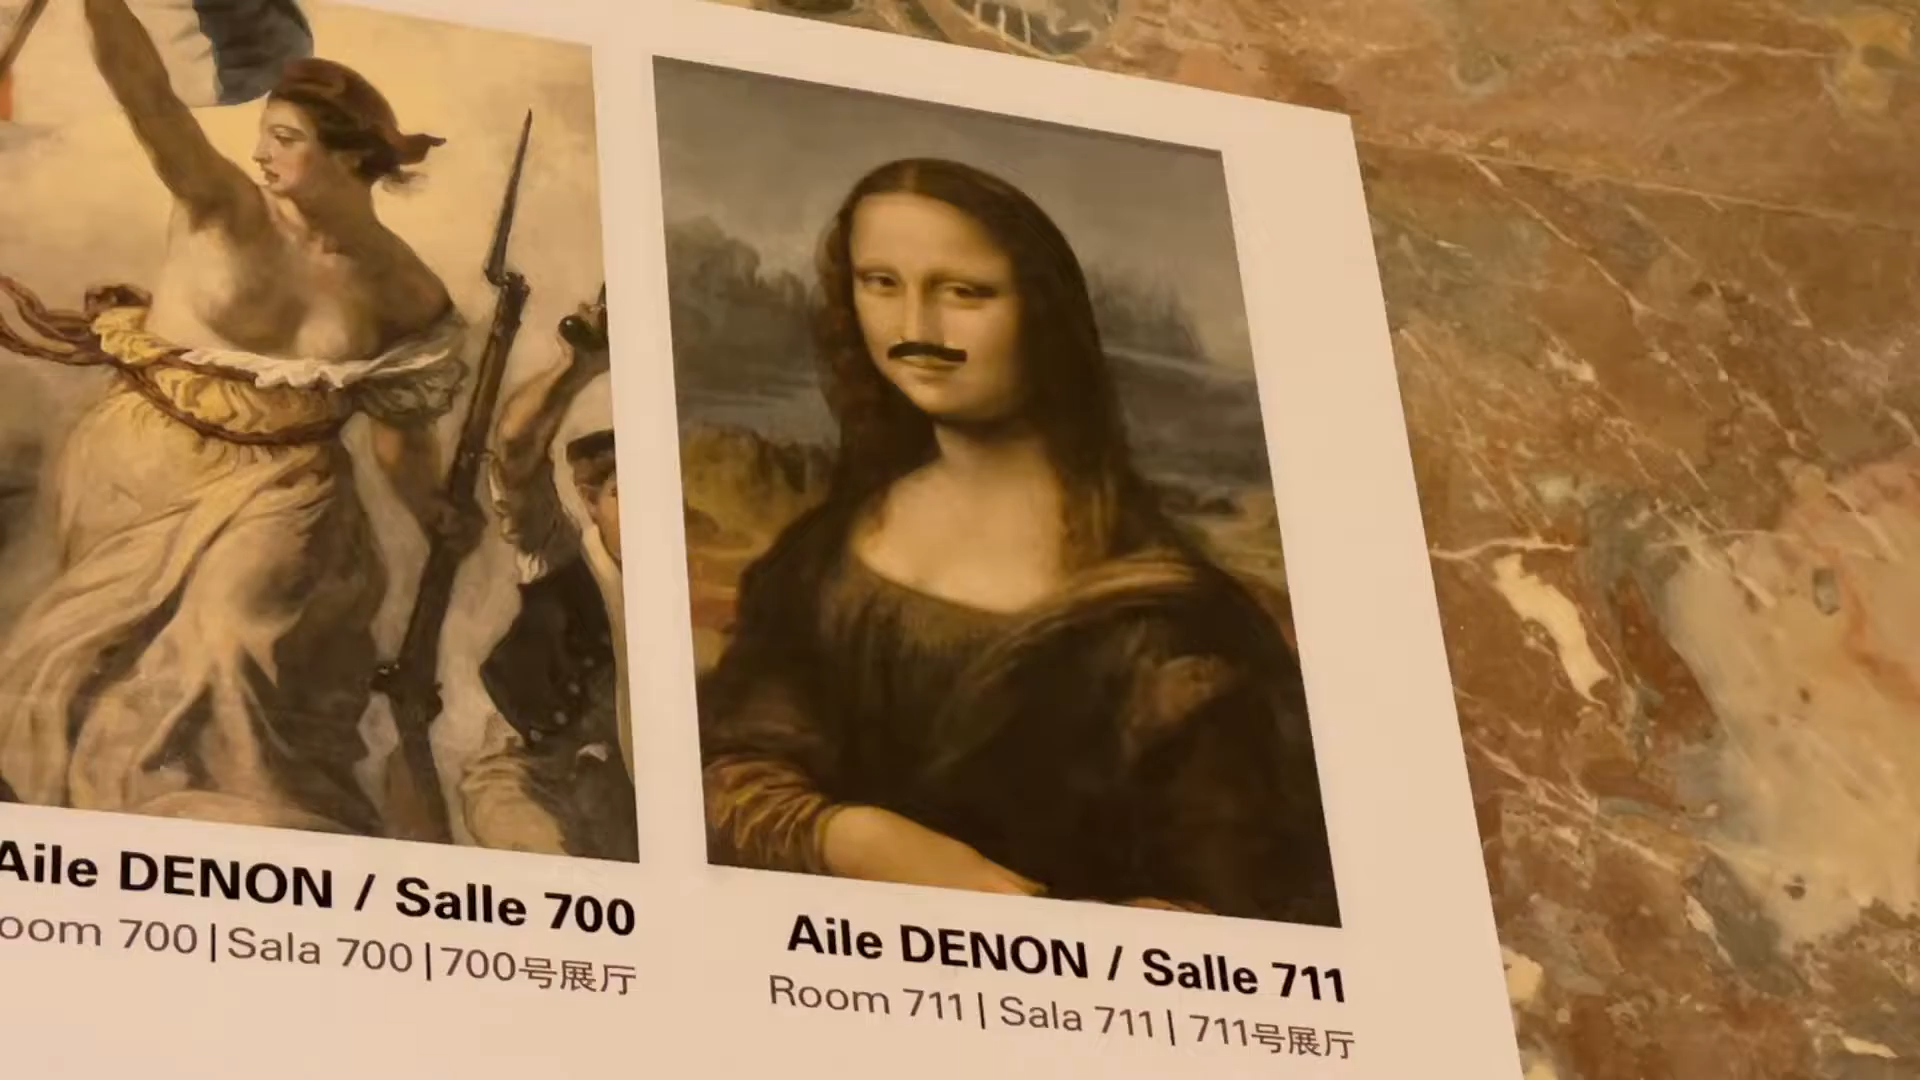 Aile DENON / Salle 700
oom 700|Sala 700|700号展厅
Aile DENON / Salle 711
Room 711|Sala 711|711号展厅